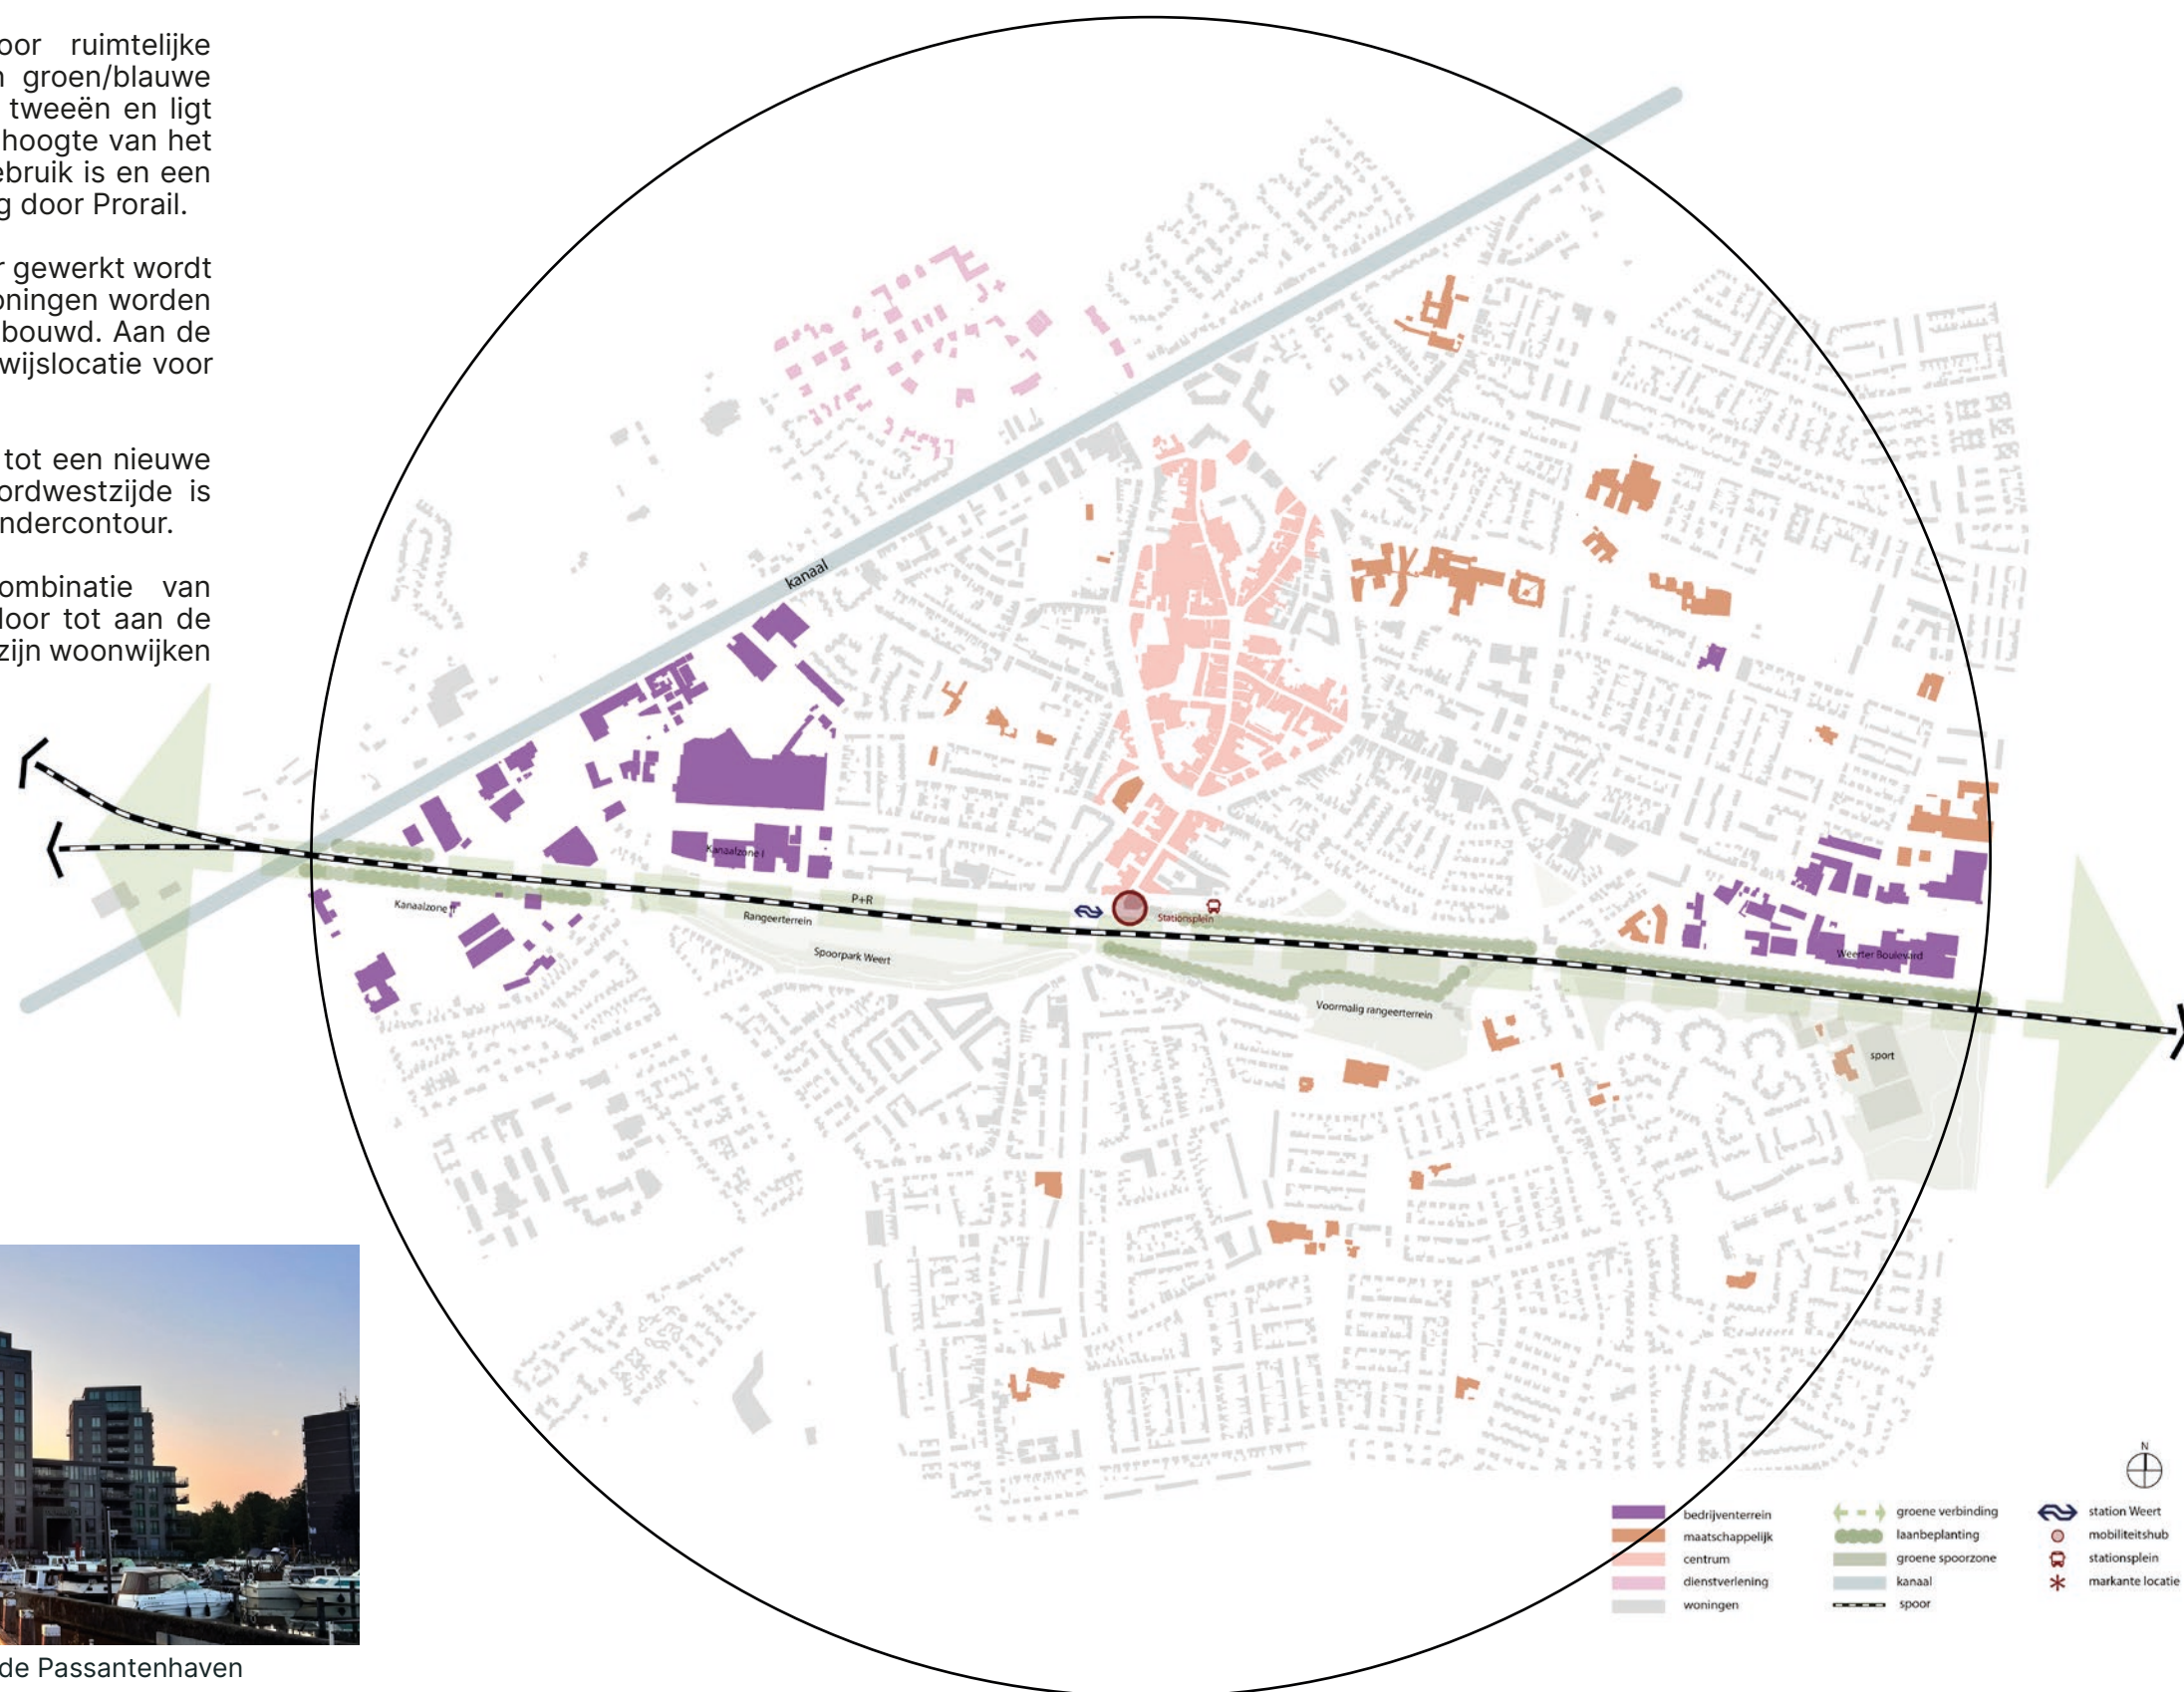 oor ruimtelijke
n groen/blauwe
tweeën en ligt
hoogte van het
ebruik is en een
g door Prorail.
r gewerkt wordt
oningen worden
bouwd. Aan de
wijslocatie voor
tot een nieuwe
ordwestzijde is
ndercontour.
ombinatie van
loor tot aan de
zijn woonwijken
kanaal
Kanaalzone I
Kanaalzone II
P+R
Rangeerterrein
Spoorpark Weert
Stationsplein
Voormalig rangeerterrein
Weerter Boulevard
sport
N
bedrijventerrein
maatschappelijk
centrum
dienstverlening
woningen
groene verbinding
laanbeplanting
groene spoorzone
kanaal
spoor
station Weert
mobiliteitshub
stationsplein
markante locatie
de Passantenhaven